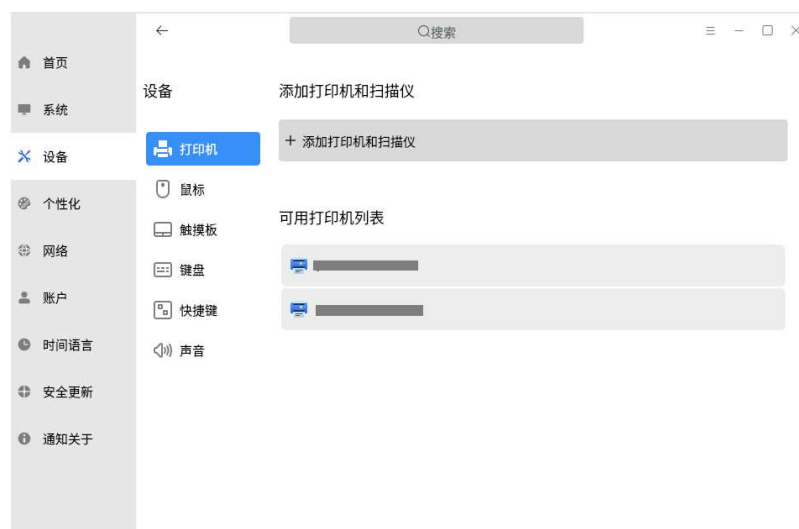 搜索
首页
系统
设备
个性化
网络
账户
时间语言
安全更新
通知关于
设备
打印机
鼠标
触摸板
键盘
快捷键
声音
添加打印机和扫描仪
+ 添加打印机和扫描仪
可用打印机列表